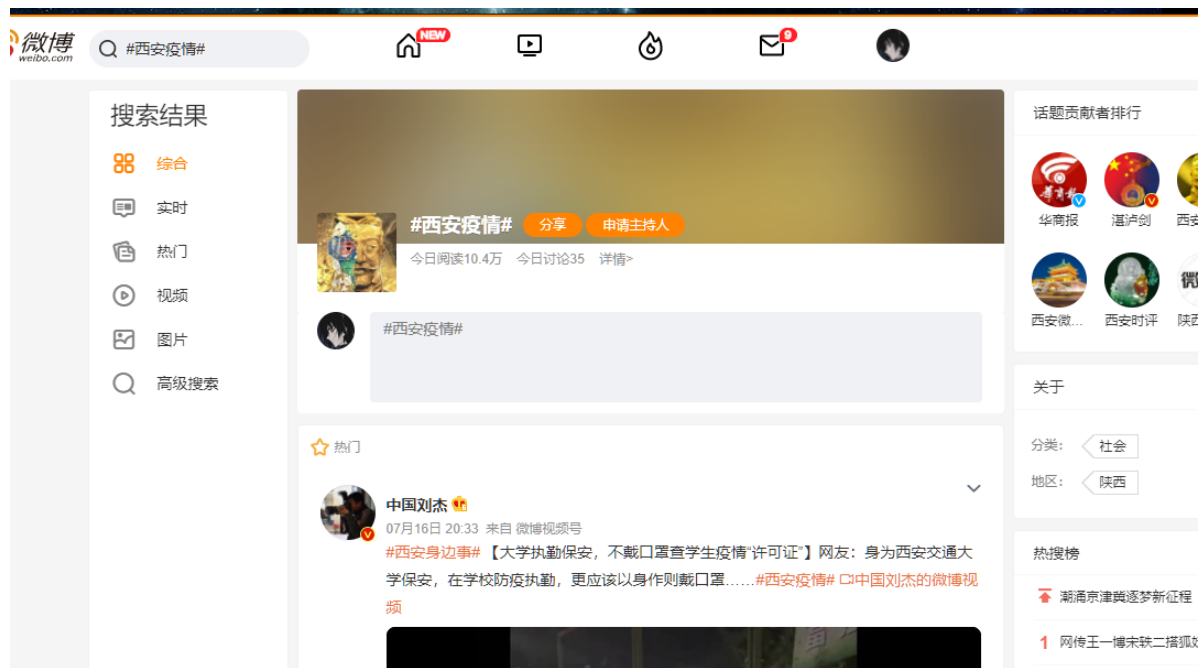 微博
weibo.com
#西安疫情#
NEW
9
搜索结果
综合
实时
热门
视频
图片
高级搜索
#西安疫情#
分享
申请主持人
今日阅读10.4万 今日讨论35 详情>
#西安疫情#
热门
中国刘杰
07月16日 20:33 来自 微博视频号
#西安身边事# 【大学执勤保安，不戴口罩查学生疫情“许可证”】网友：身为西安交通大
学保安，在学校防疫执勤，更应该以身作则戴口罩……#西安疫情# 中国刘杰的微博视
频
话题贡献者排行
华商报
湛泸剑
西安
西安微...
西安时评
陕西
关于
分类：
社会
地区：
陕西
热搜榜
潮涌京津冀逐梦新征程
1 网传王一博宋轶二搭狐妖